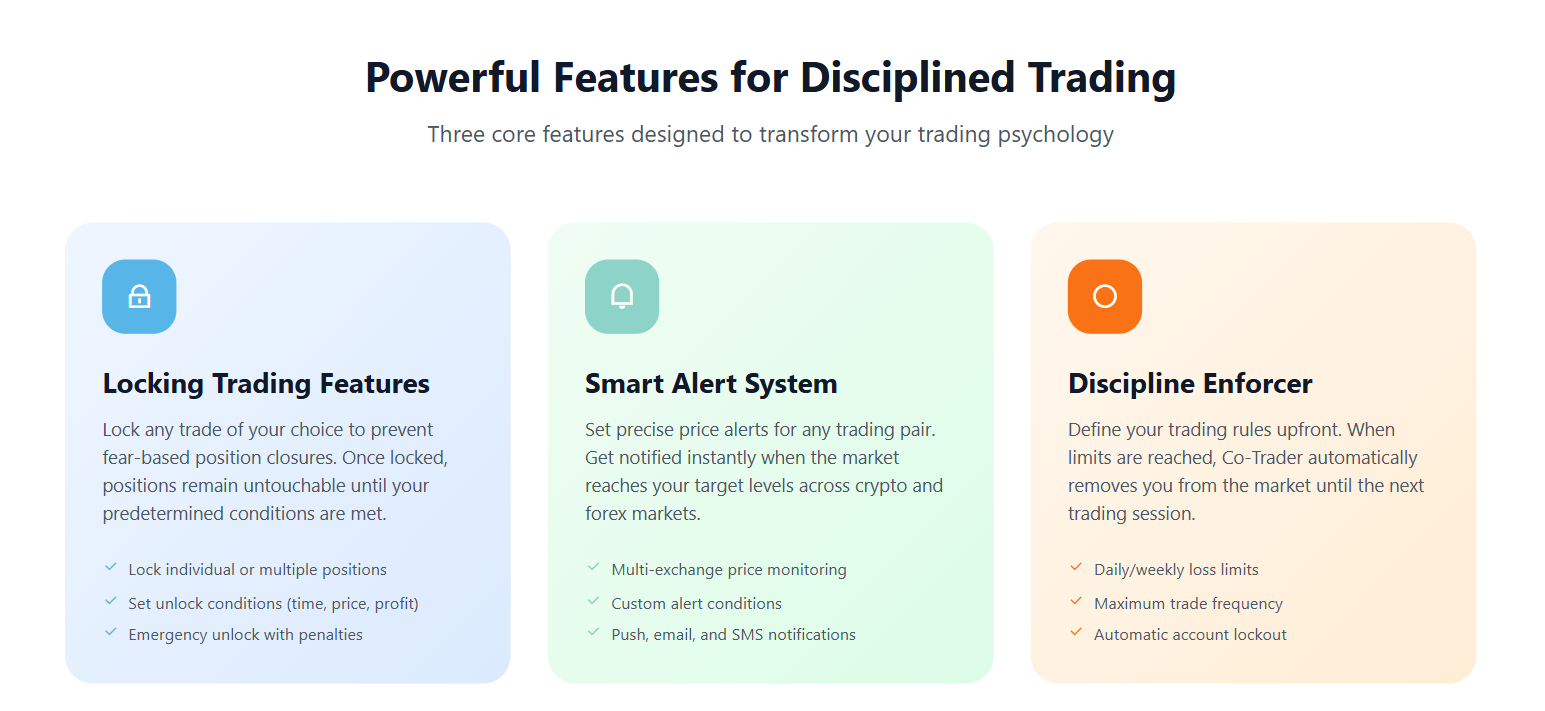 Powerful Features for Disciplined Trading
Three core features designed to transform your trading psychology
Locking Trading Features
Lock any trade of your choice to prevent
fear-based position closures. Once locked,
positions remain untouchable until your
predetermined conditions are met.
Lock individual or multiple positions
Set unlock conditions (time, price, profit)
Emergency unlock with penalties
Smart Alert System
Set precise price alerts for any trading pair.
Get notified instantly when the market
reaches your target levels across crypto and
forex markets.
Multi-exchange price monitoring
Custom alert conditions
Push, email, and SMS notifications
Discipline Enforcer
Define your trading rules upfront. When
limits are reached, Co-Trader automatically
removes you from the market until the next
trading session.
Daily/weekly loss limits
Maximum trade frequency
Automatic account lockout